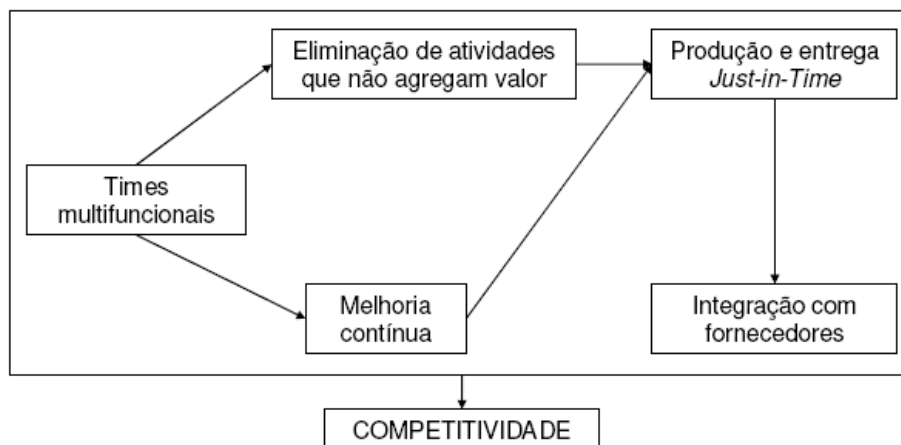 Eliminação de atividades
que não agregam valor
Produção e entrega
Just-in-Time
Times
multifuncionais
Melhoria
contínua
Integração com
fornecedores
COMPETITIVIDADE